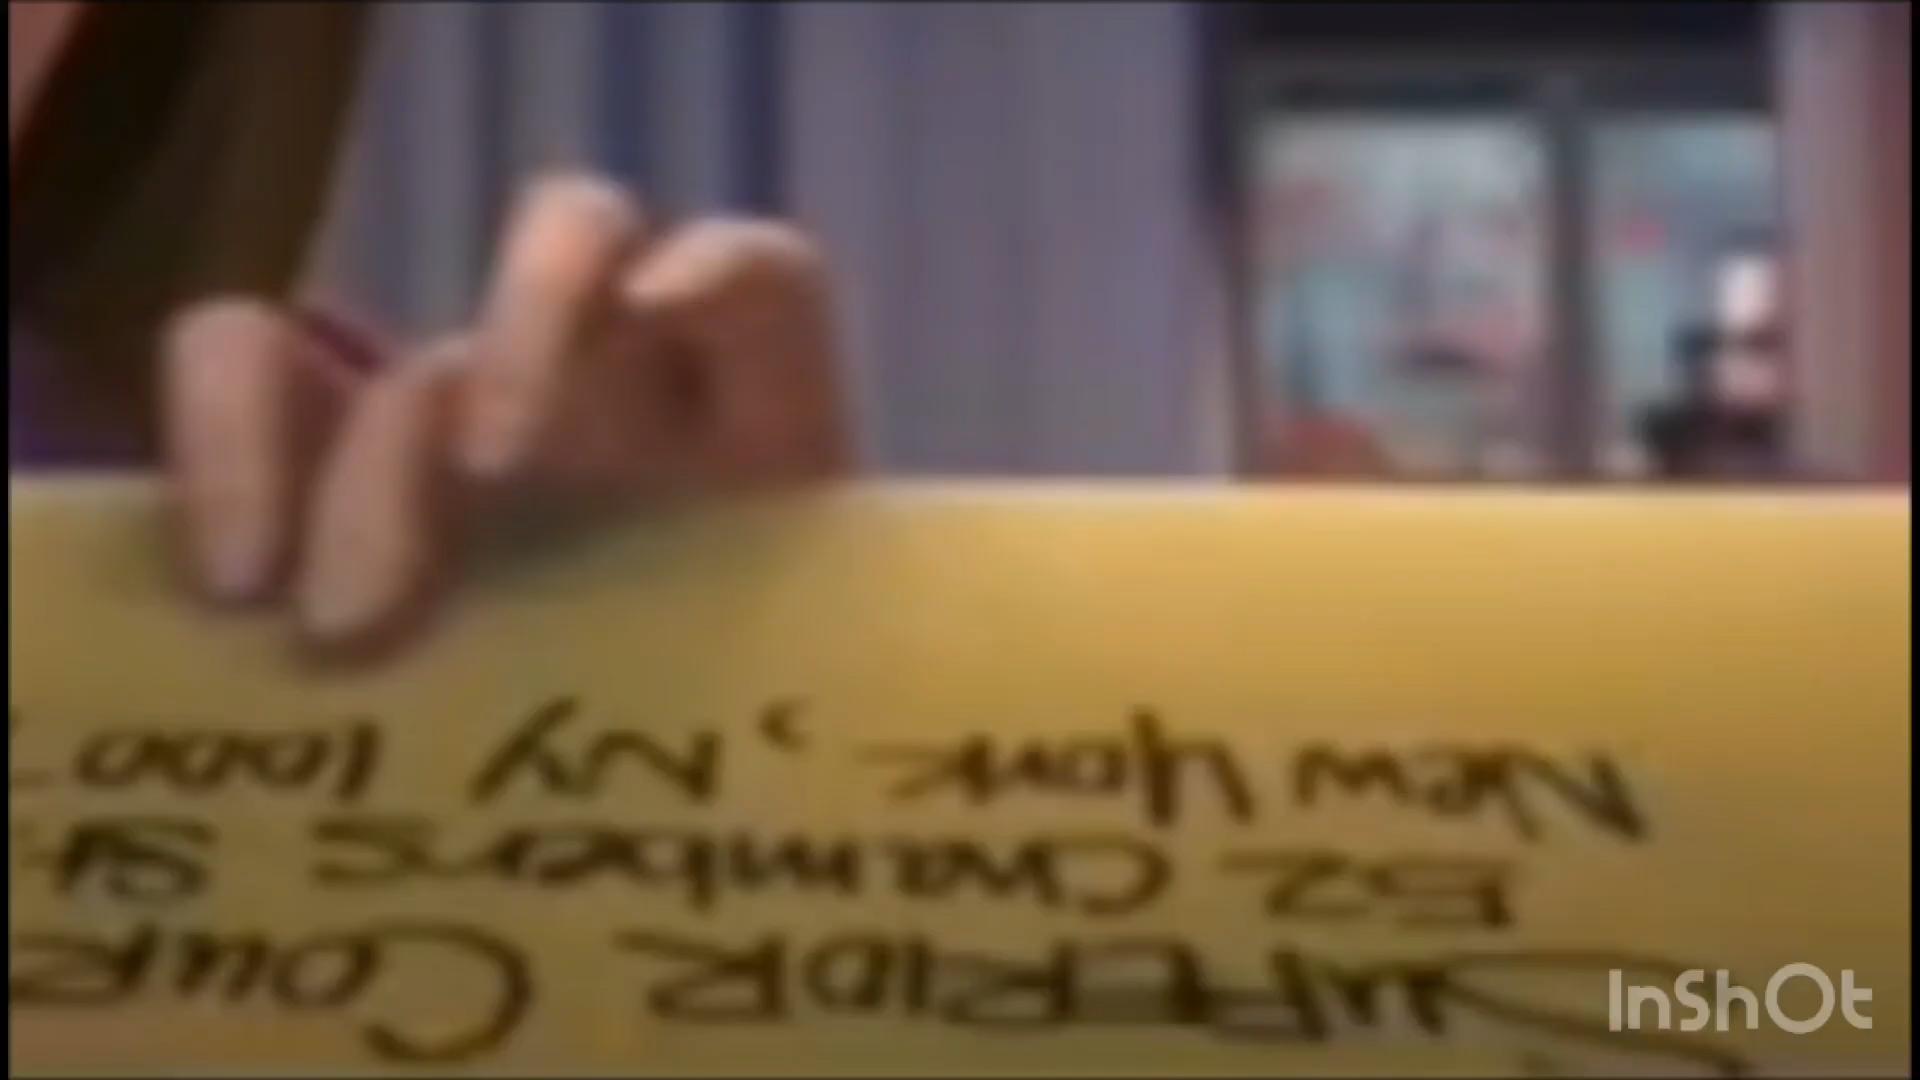 SUPERIOR COUR
52 Chambers St.
New York, NY 1000
InShOt